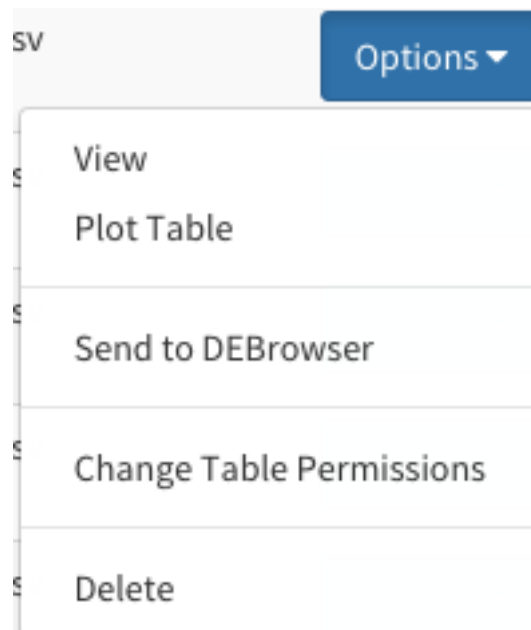 sv
Options
View
Plot Table
Send to DEBrowser
Change Table Permissions
Delete